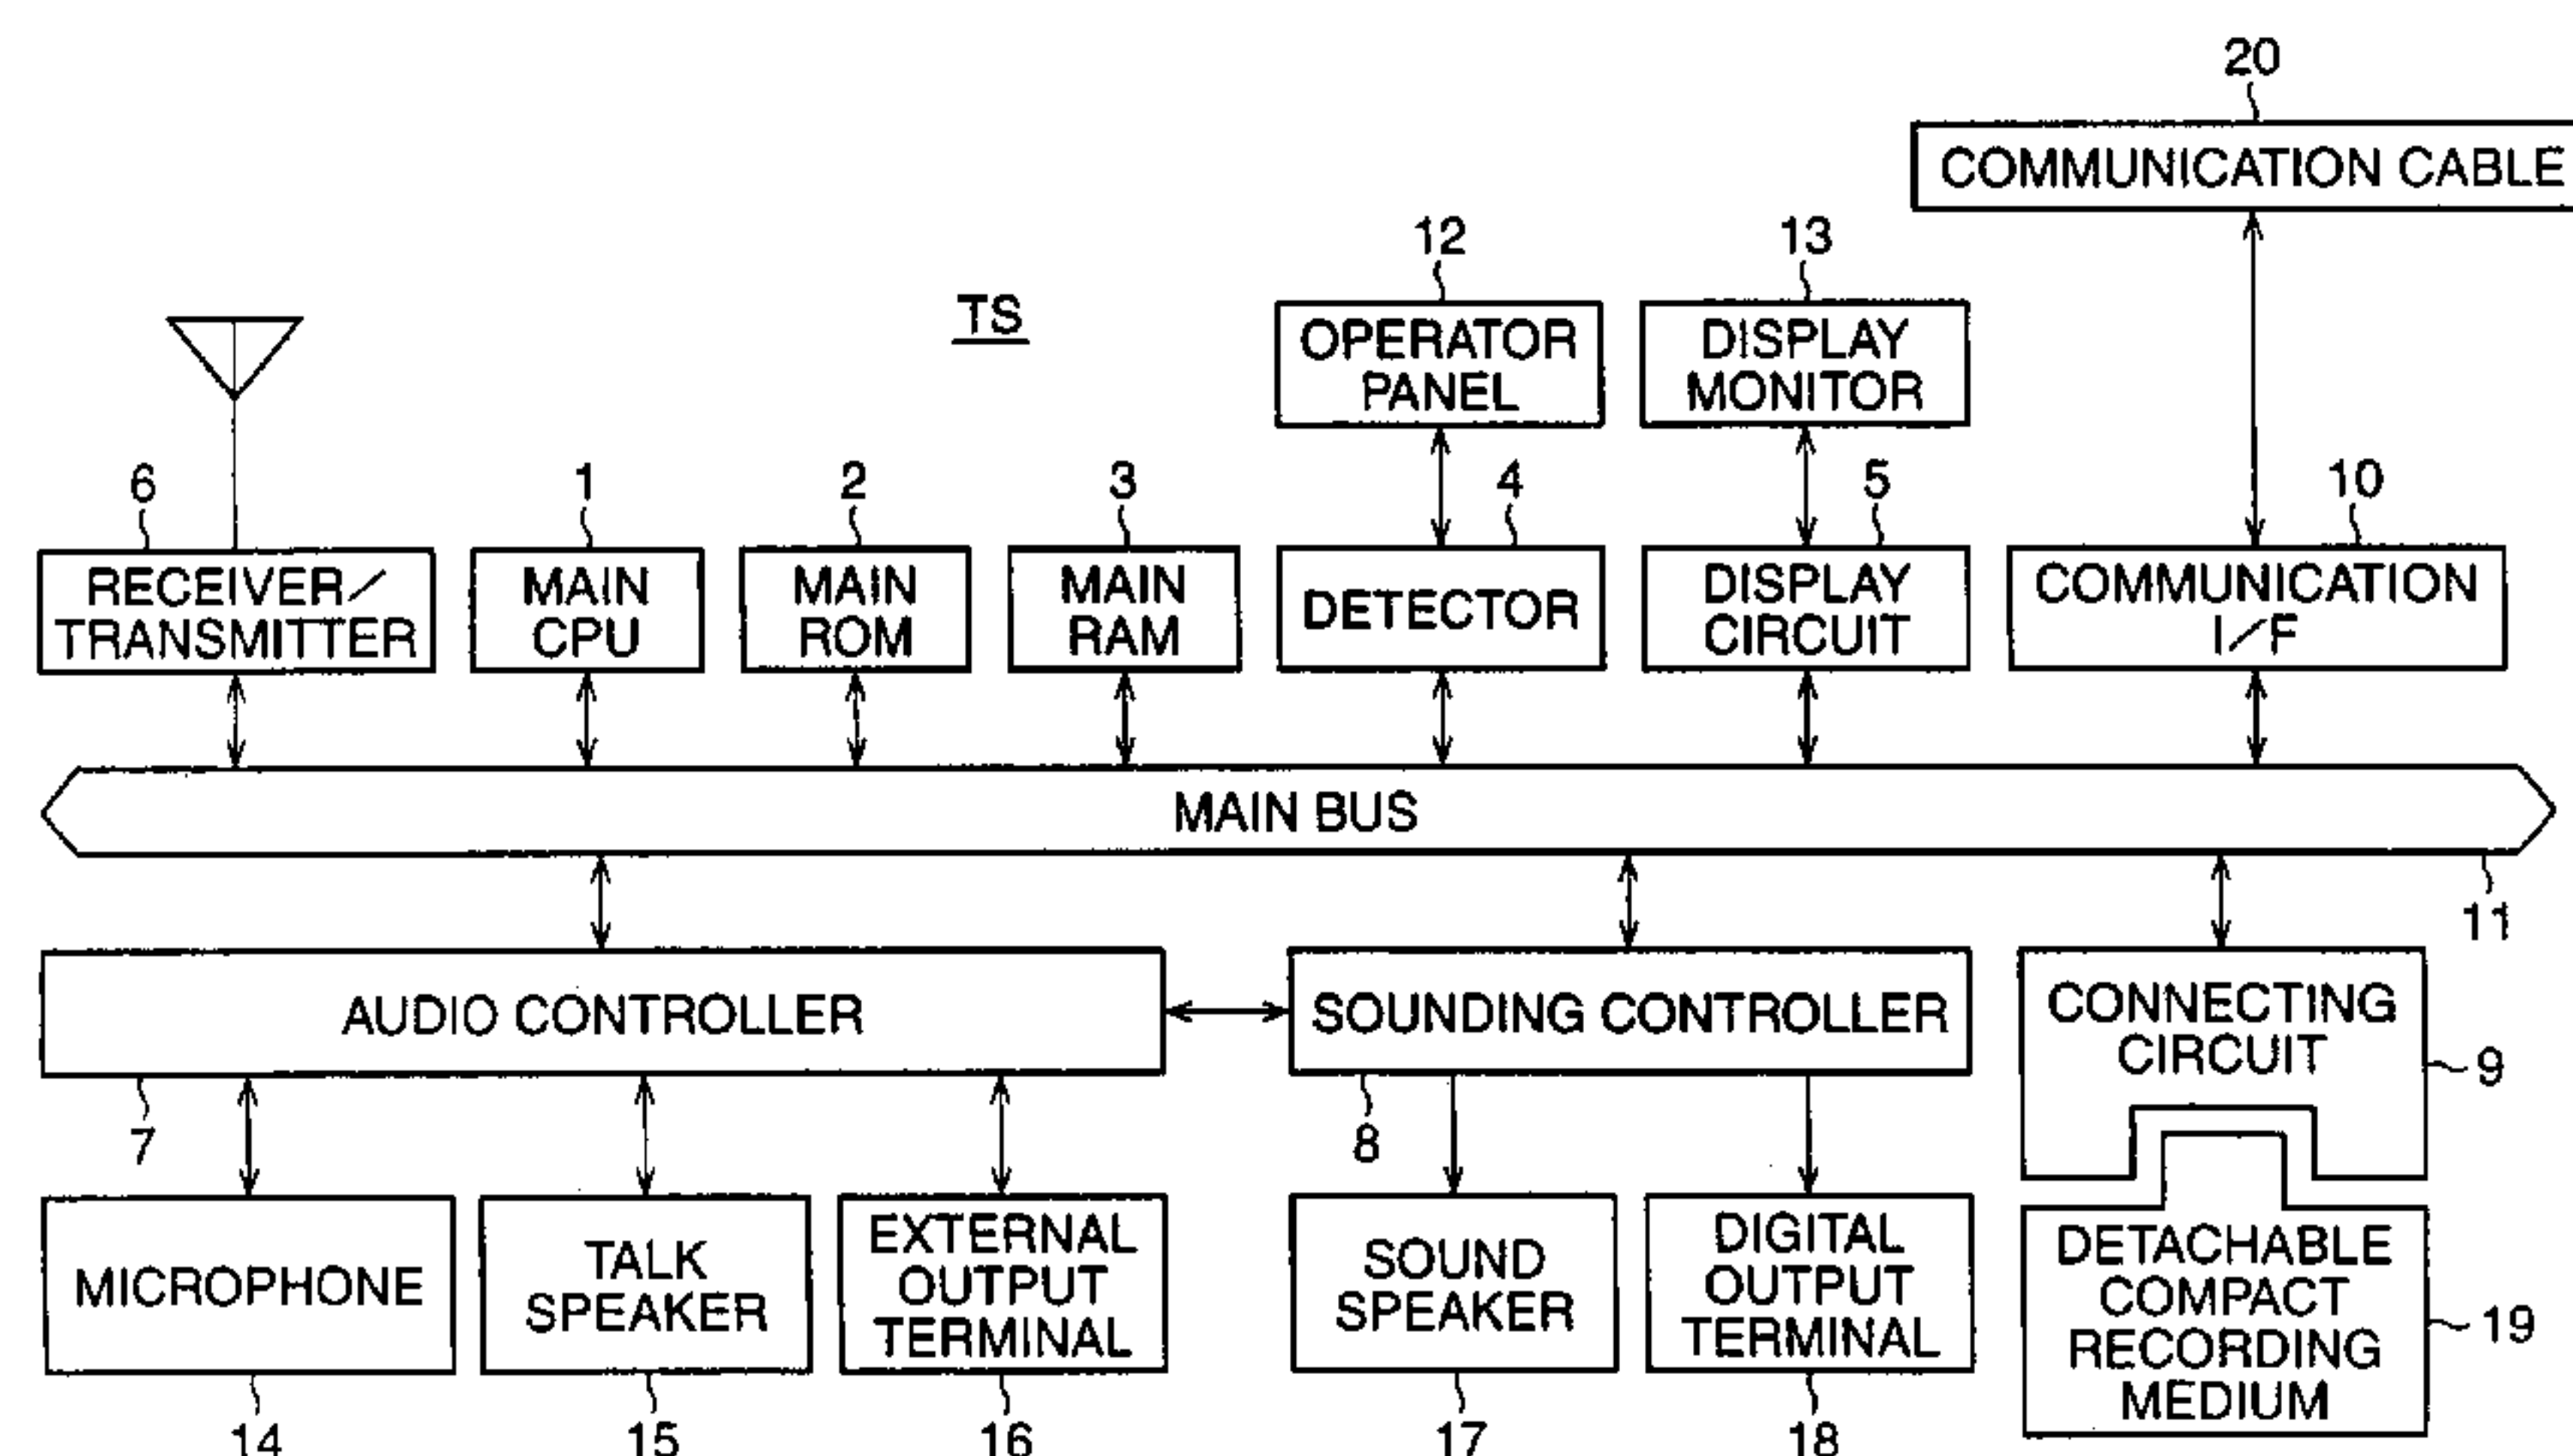 20
COMMUNICATION CABLE
12
13
TS
OPERATOR
PANEL
DISPLAY
MONITOR
6
1
2
3
4
5
10
RECEIVER/
TRANSMITTER
MAIN
CPU
MAIN
ROM
MAIN
RAM
DETECTOR
DISPLAY
CIRCUIT
COMMUNICATION
I/F
MAIN BUS
11
AUDIO CONTROLLER
SOUNDING CONTROLLER
CONNECTING
CIRCUIT
9
7
8
MICROPHONE
TALK
SPEAKER
EXTERNAL
OUTPUT
TERMINAL
SOUND
SPEAKER
DIGITAL
OUTPUT
TERMINAL
DETACHABLE
COMPACT
RECORDING
MEDIUM
19
14
15
16
17
18